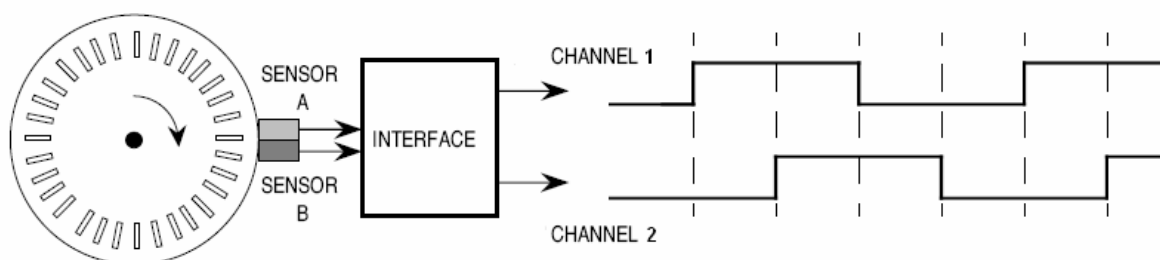 SENSOR
A
INTERFACE
SENSOR
B
CHANNEL 1
CHANNEL 2